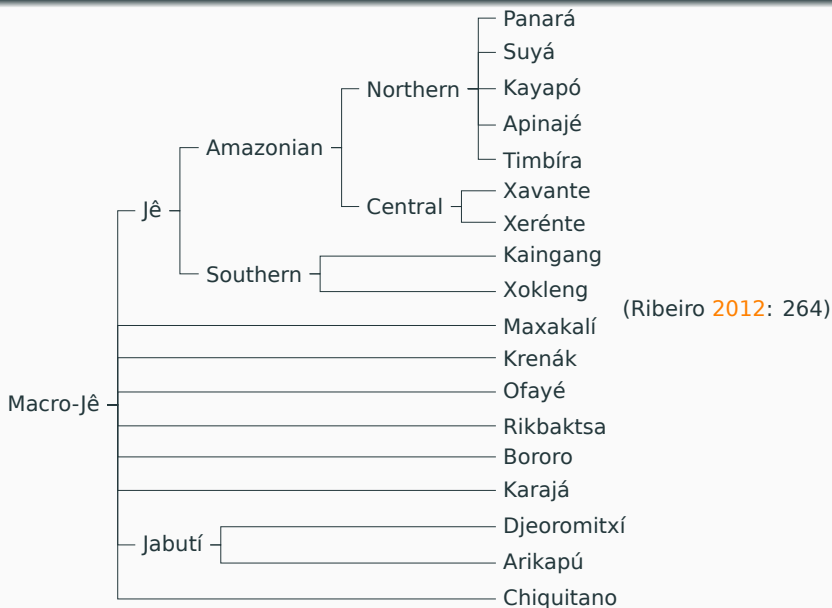 Panará
Suyá
Northern
Kayapó
Apinajé
Amazonian
Timbíra
Xavante
Central
Jê
Xerénte
Kaingang
Southern
Xokleng
(Ribeiro 2012: 264)
Maxakalí
Krenák
Ofayé
Macro-Jê
Rikbaktsa
Bororo
Karajá
Djeoromitxí
Jabutí
Arikapú
Chiquitano